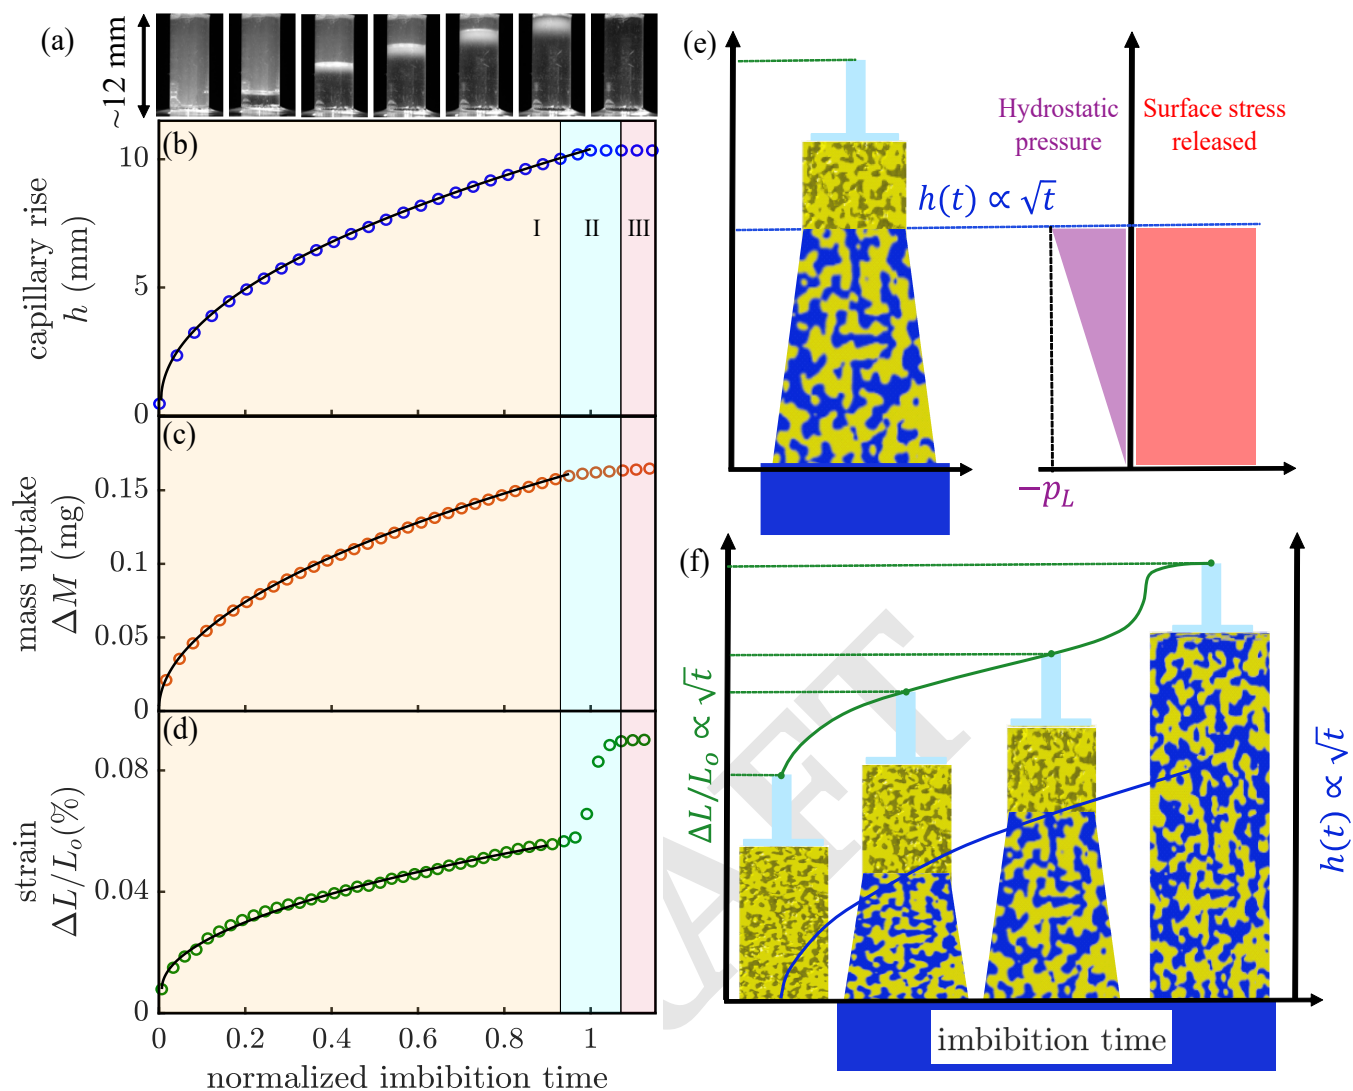 (a)
~12 mm
(b)
10
5
0
capillary rise
h (mm)
I
II
III
(c)
0.15
0.1
0.05
0
mass uptake
ΔM (mg)
(d)
0.08
0.04
0
strain
ΔL/Lₒ(%)
0
0.2
0.4
0.6
0.8
1
normalized imbibition time
(e)
h(t) ∝ √t
Hydrostatic
pressure
Surface stress
released
−p_L
(f)
ΔL/Lₒ ∝ √t
h(t) ∝ √t
imbibition time